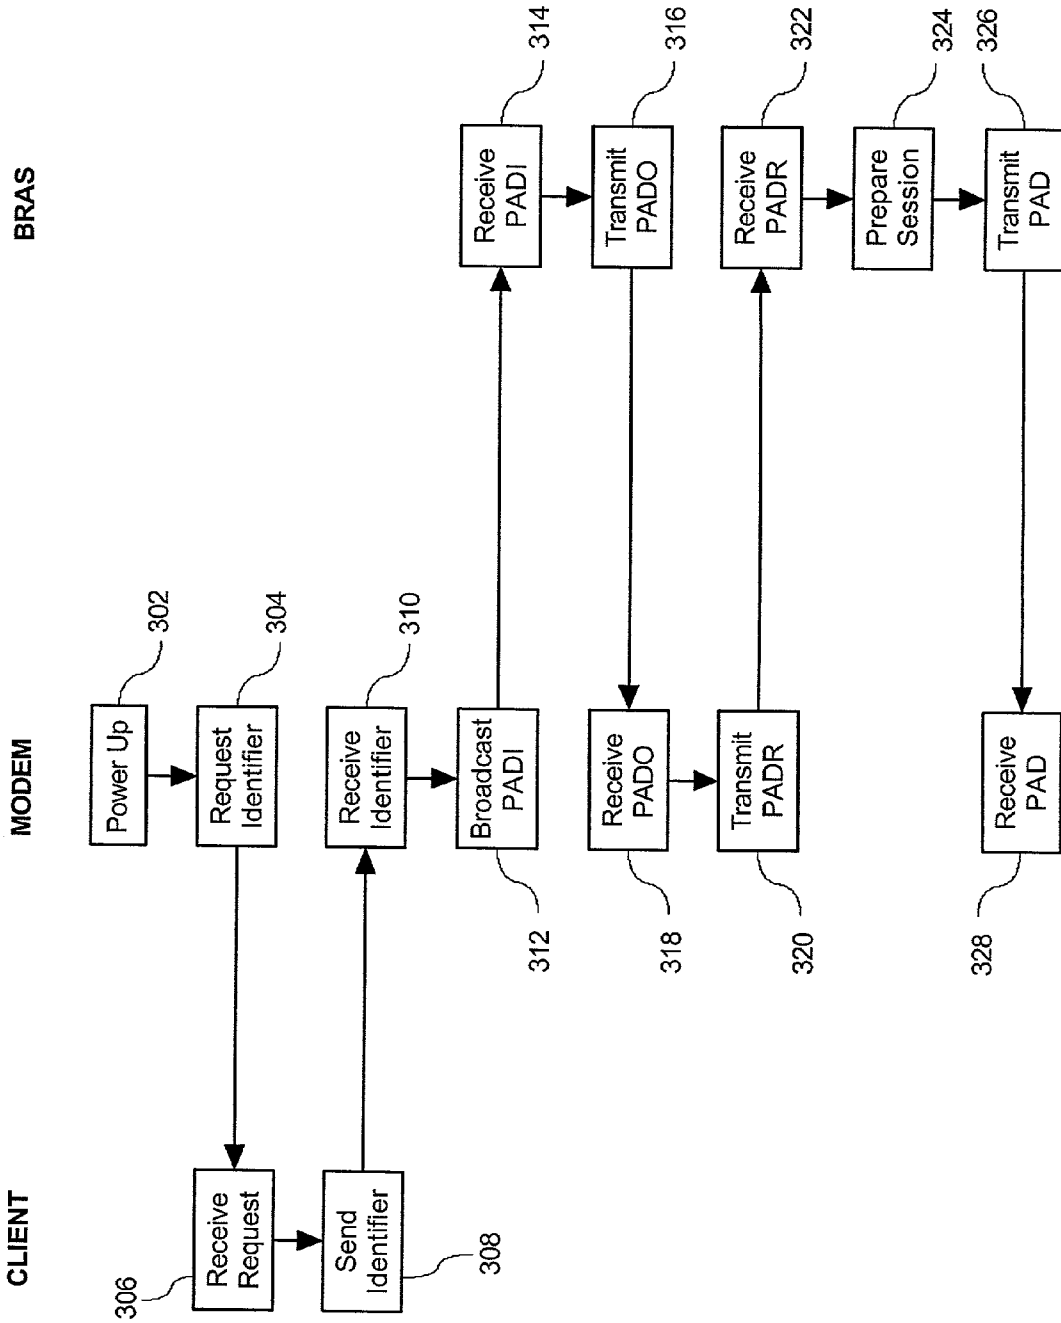 CLIENT
MODEM
BRAS
Power Up
302
Request
Identifier
304
Receive
Request
306
Send
Identifier
308
Receive
Identifier
310
Broadcast
PADI
312
Receive
PADI
314
Transmit
PADO
316
Receive
PADO
318
Transmit
PADR
320
Receive
PADR
322
Prepare
Session
324
Transmit
PAD
326
Receive
PAD
328